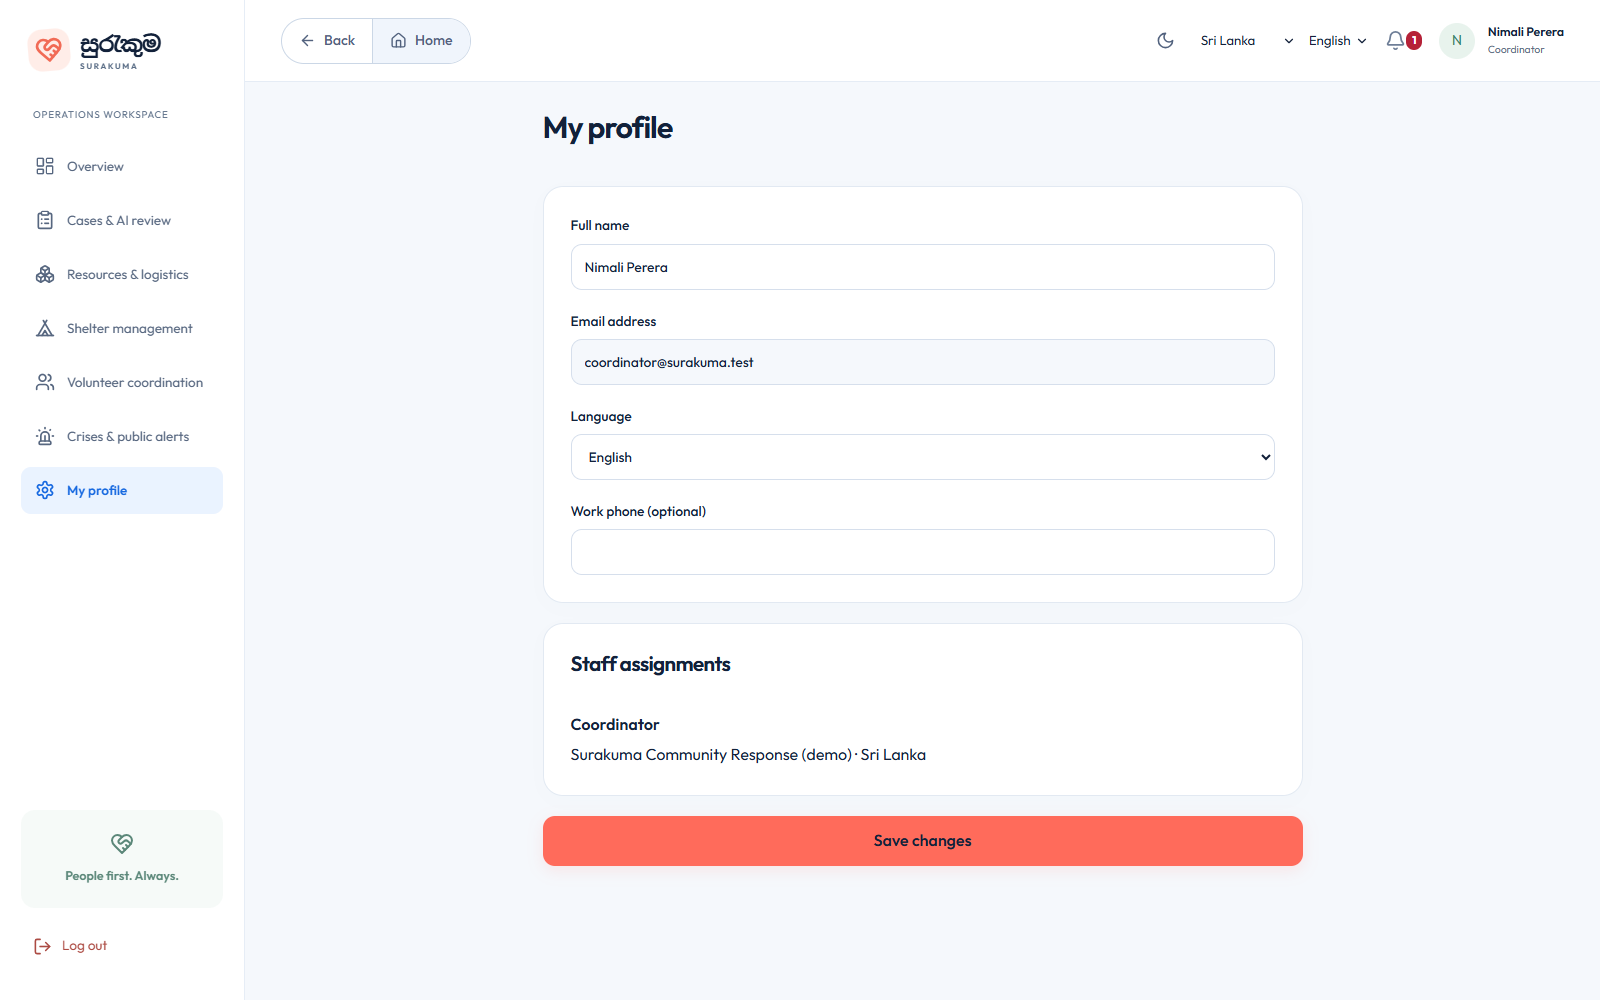 සුරැකුම
SURAKUMA
OPERATIONS WORKSPACE
Overview
Cases & AI review
Resources & logistics
Shelter management
Volunteer coordination
Crises & public alerts
My profile
People first. Always.
Log out
Back
Home
Sri Lanka
English
1
N
Nimali Perera
Coordinator
My profile
Full name
Nimali Perera
Email address
coordinator@surakuma.test
Language
English
Work phone (optional)
Staff assignments
Coordinator
Surakuma Community Response (demo) · Sri Lanka
Save changes